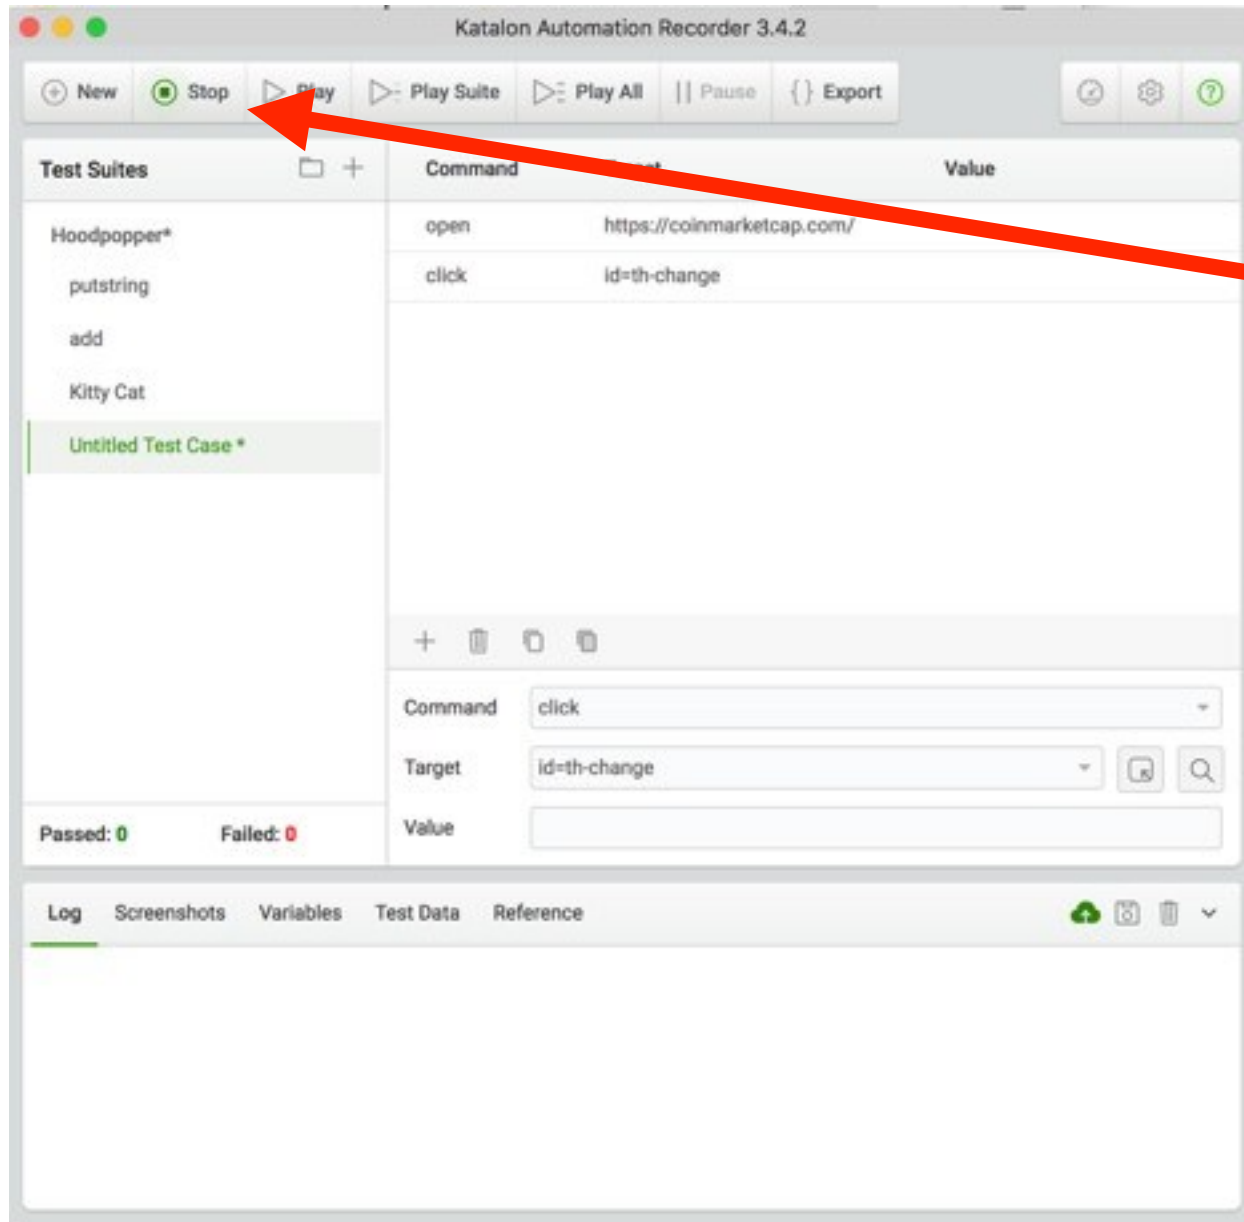 Katalon Automation Recorder 3.4.2
New Stop Play Play Suite Play All Pause { } Export
Test Suites
Command Value
Hoodpopper*
open https://coinmarketcap.com/
putstring
click id=th-change
add
Kitty Cat
Untitled Test Case *
Command click
Target id=th-change
Value
Passed: 0 Failed: 0
Log Screenshots Variables Test Data Reference